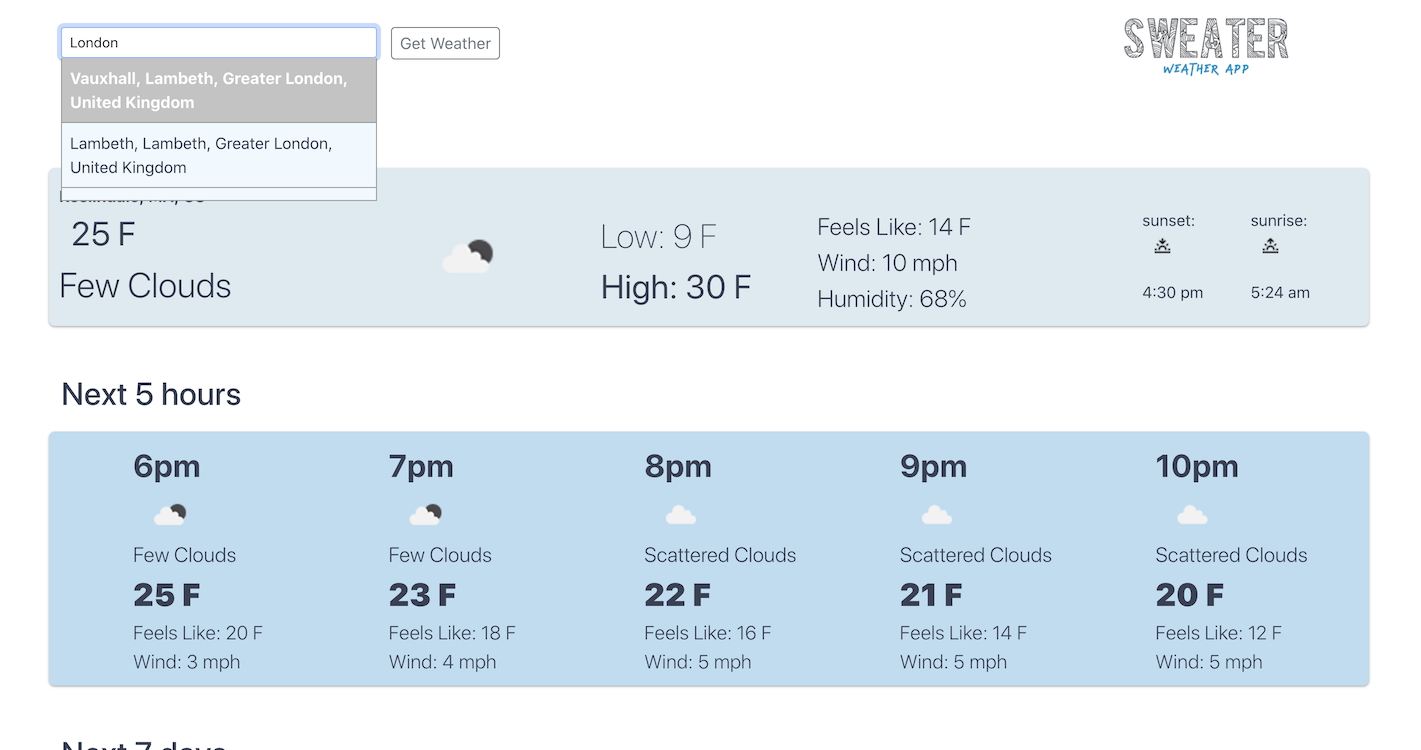 London
Get Weather
SWEATER
WEATHER APP
Vauxhall, Lambeth, Greater London,
United Kingdom
Lambeth, Lambeth, Greater London,
United Kingdom
25 F
Few Clouds
Low: 9 F
High: 30 F
Feels Like: 14 F
Wind: 10 mph
Humidity: 68%
sunset:
4:30 pm
sunrise:
5:24 am
Next 5 hours
6pm
Few Clouds
25 F
Feels Like: 20 F
Wind: 3 mph
7pm
Few Clouds
23 F
Feels Like: 18 F
Wind: 4 mph
8pm
Scattered Clouds
22 F
Feels Like: 16 F
Wind: 5 mph
9pm
Scattered Clouds
21 F
Feels Like: 14 F
Wind: 5 mph
10pm
Scattered Clouds
20 F
Feels Like: 12 F
Wind: 5 mph
Next 7 days